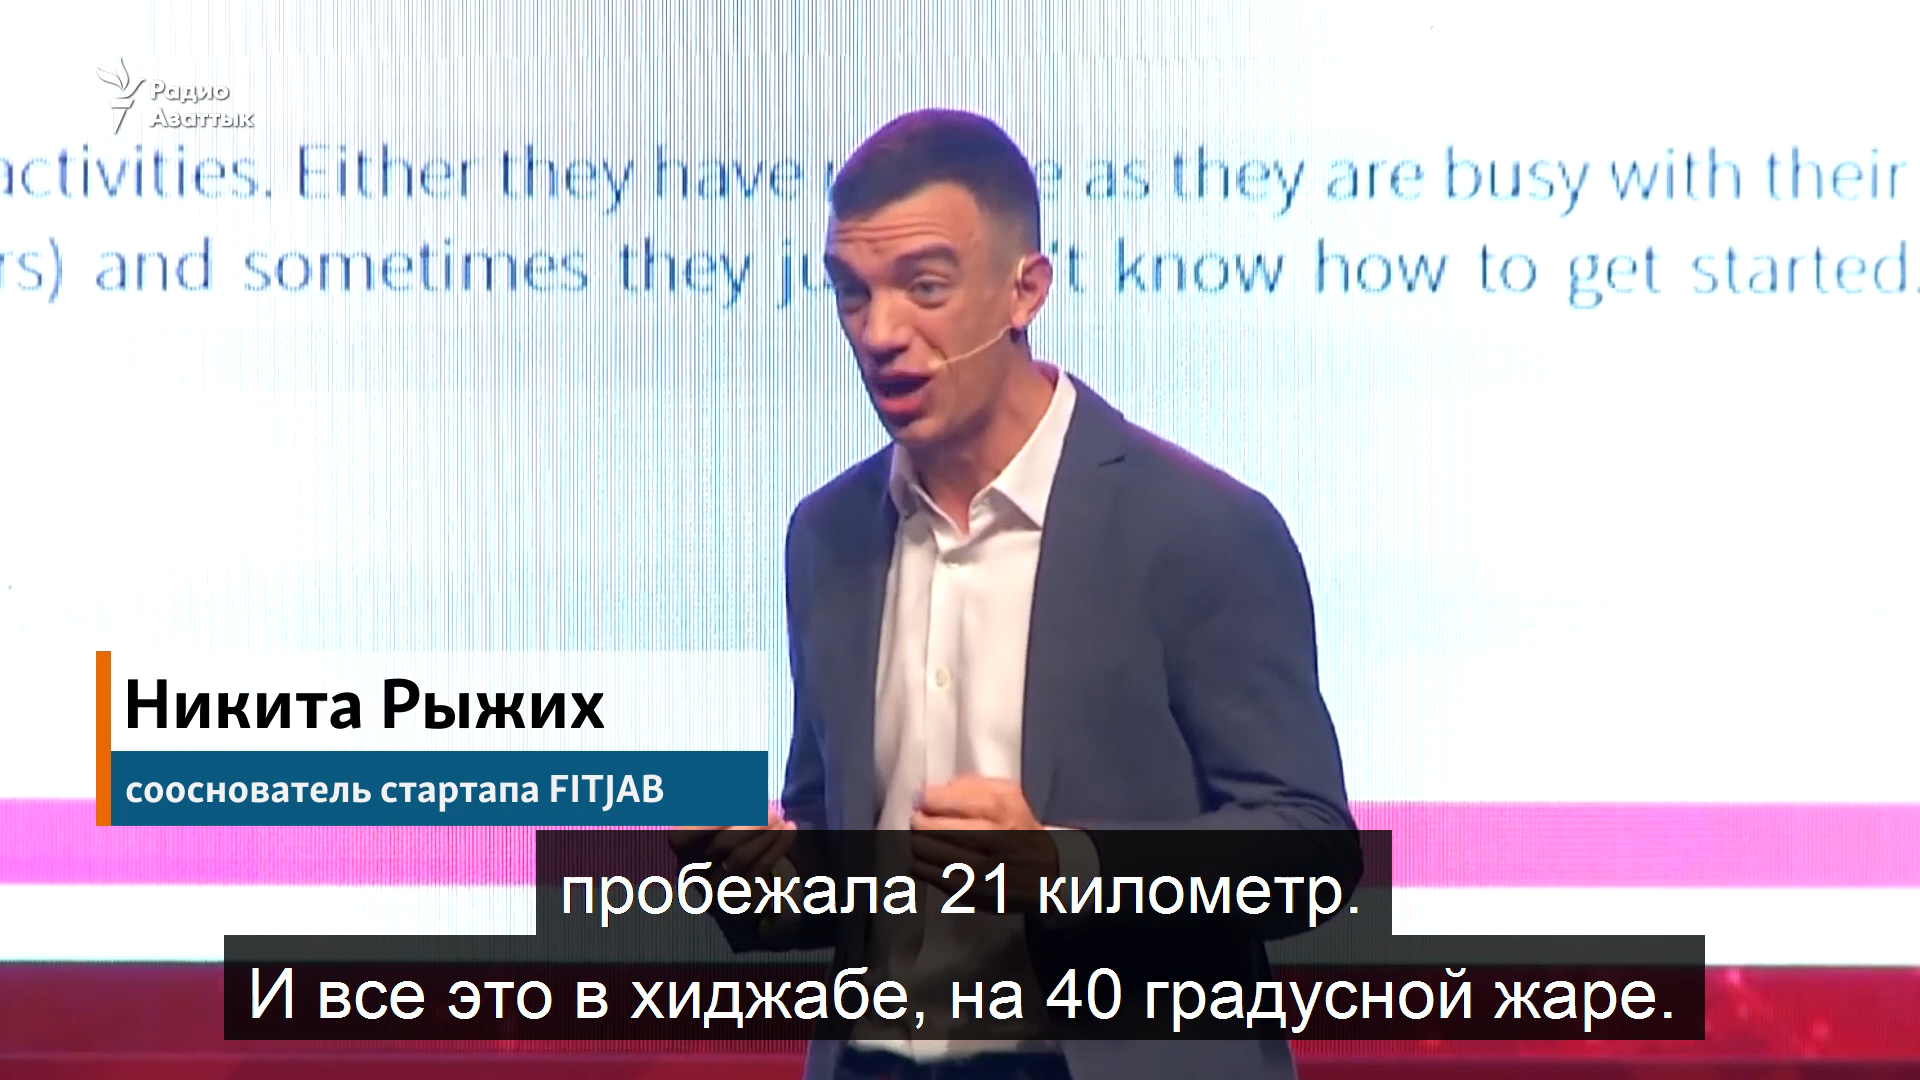 Радио
Азаттык
activities. Either they have as they are busy with their
rs) and sometimes they know how to get started.
Никита Рыжих
сооснователь стартапа FITJAB
пробежала 21 километр.
И все это в хиджабе, на 40 градусной жаре.